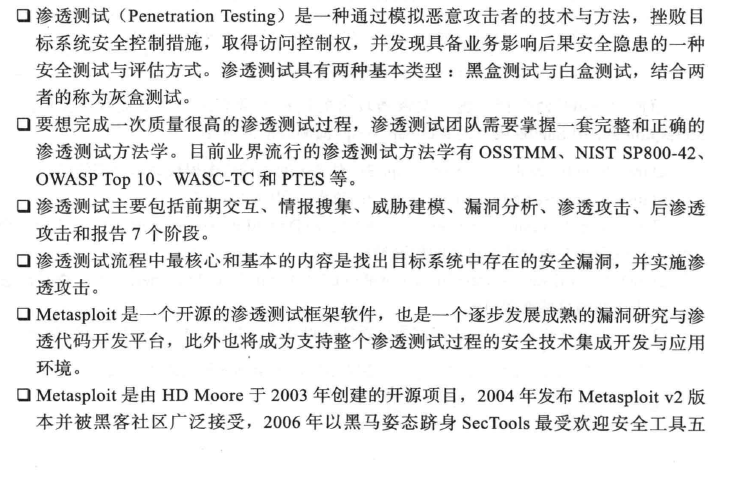 ❑ 渗透测试（Penetration Testing）是一种通过模拟恶意攻击者的技术与方法，挫败目
标系统安全控制措施，取得访问控制权，并发现具备业务影响后果安全隐患的一种
安全测试与评估方式。渗透测试具有两种基本类型：黑盒测试与白盒测试，结合两
者的称为灰盒测试。
❑ 要想完成一次质量很高的渗透测试过程，渗透测试团队需要掌握一套完整和正确的
渗透测试方法学。目前业界流行的渗透测试方法学有 OSSTMM、NIST SP800-42、
OWASP Top 10、WASC-TC 和 PTES 等。
❑ 渗透测试主要包括前期交互、情报搜集、威胁建模、漏洞分析、渗透攻击、后渗透
攻击和报告 7 个阶段。
❑ 渗透测试流程中最核心和基本的内容是找出目标系统中存在的安全漏洞，并实施渗
透攻击。
❑ Metasploit 是一个开源的渗透测试框架软件，也是一个逐步发展成熟的漏洞研究与渗
透代码开发平台，此外也将成为支持整个渗透测试过程的安全技术集成开发与应用
环境。
❑ Metasploit 是由 HD Moore 于 2003 年创建的开源项目，2004 年发布 Metasploit v2 版
本并被黑客社区广泛接受，2006 年以黑马姿态跻身 SecTools 最受欢迎安全工具五